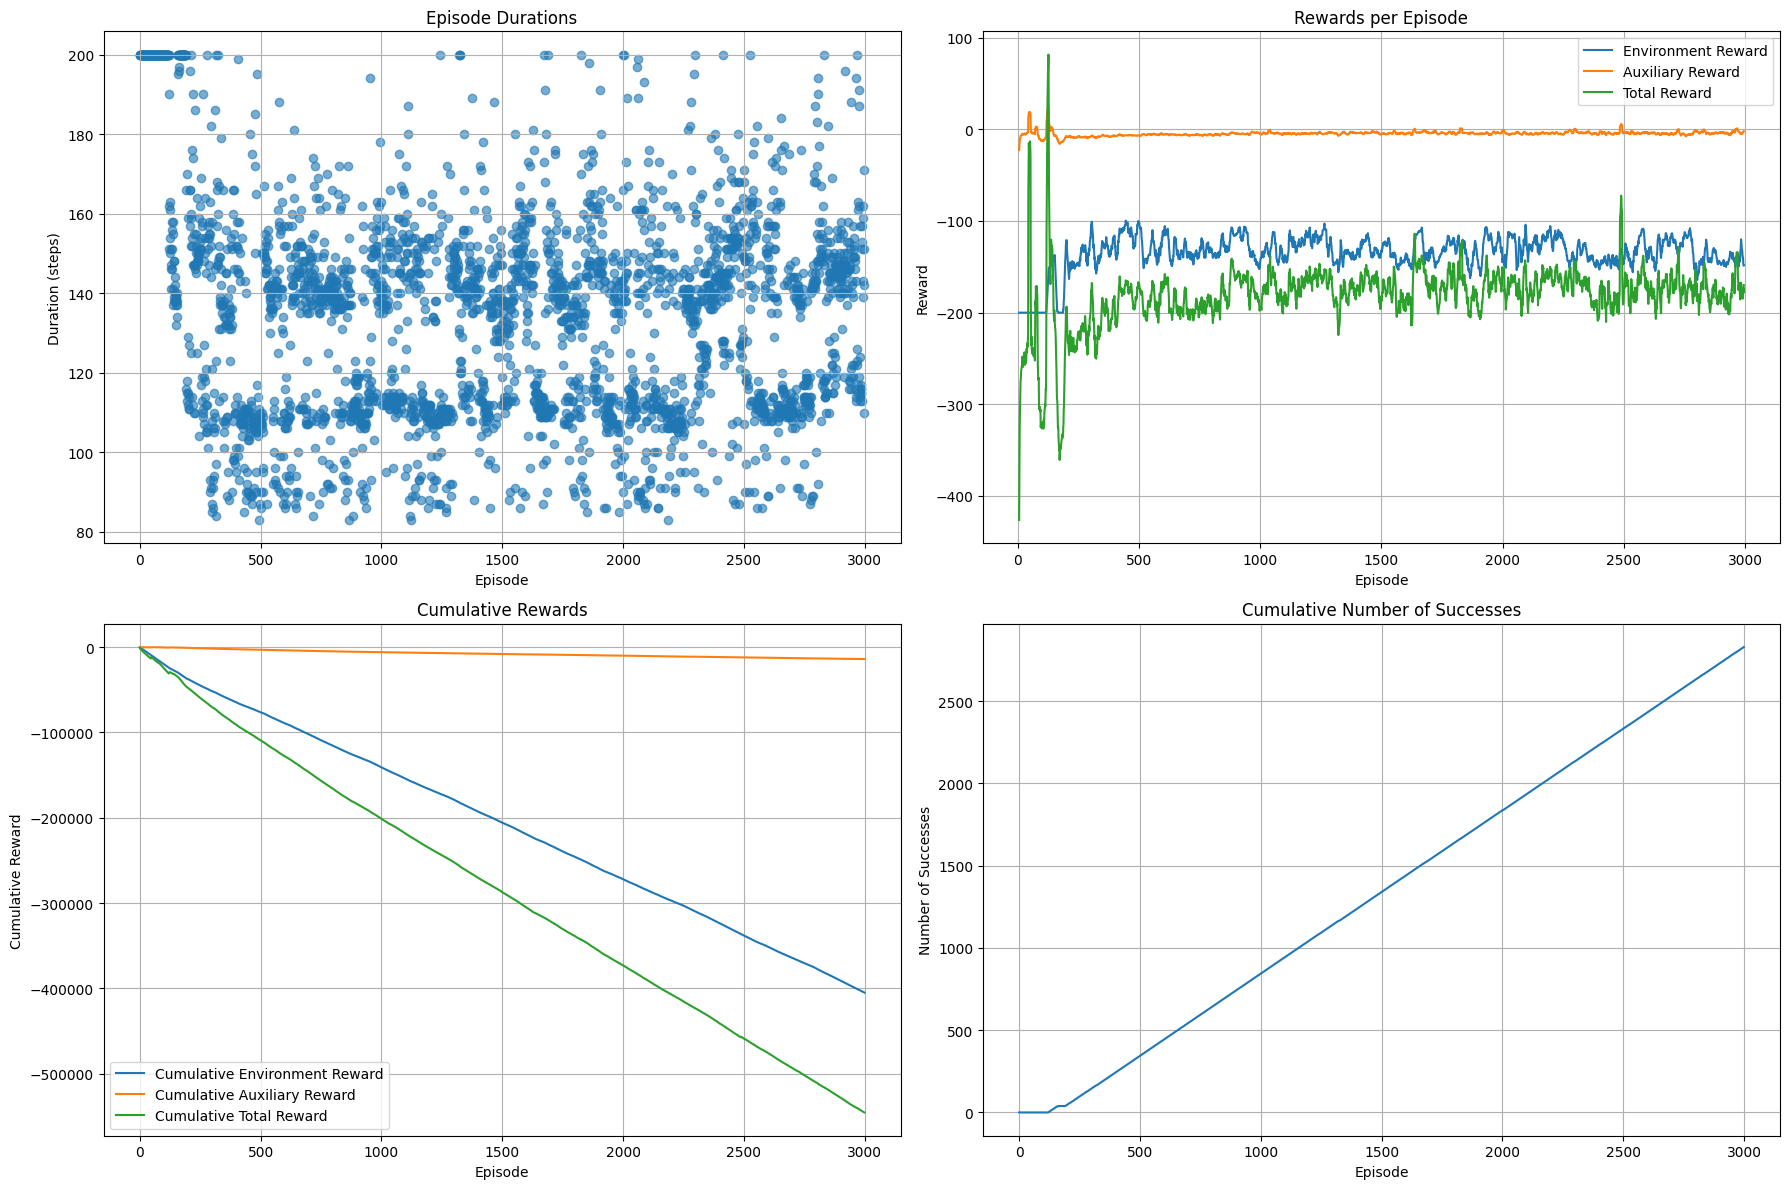 Episode Durations
200
180
160
140
120
100
80
Duration (steps)
0
500
1000
1500
2000
2500
3000
Episode
Rewards per Episode
100
0
−100
−200
−300
−400
Reward
Environment Reward
Auxiliary Reward
Total Reward
0
500
1000
1500
2000
2500
3000
Episode
Cumulative Rewards
0
−100000
−200000
−300000
−400000
−500000
Cumulative Reward
Cumulative Environment Reward
Cumulative Auxiliary Reward
Cumulative Total Reward
0
500
1000
1500
2000
2500
3000
Episode
Cumulative Number of Successes
2500
2000
1500
1000
500
0
Number of Successes
0
500
1000
1500
2000
2500
3000
Episode